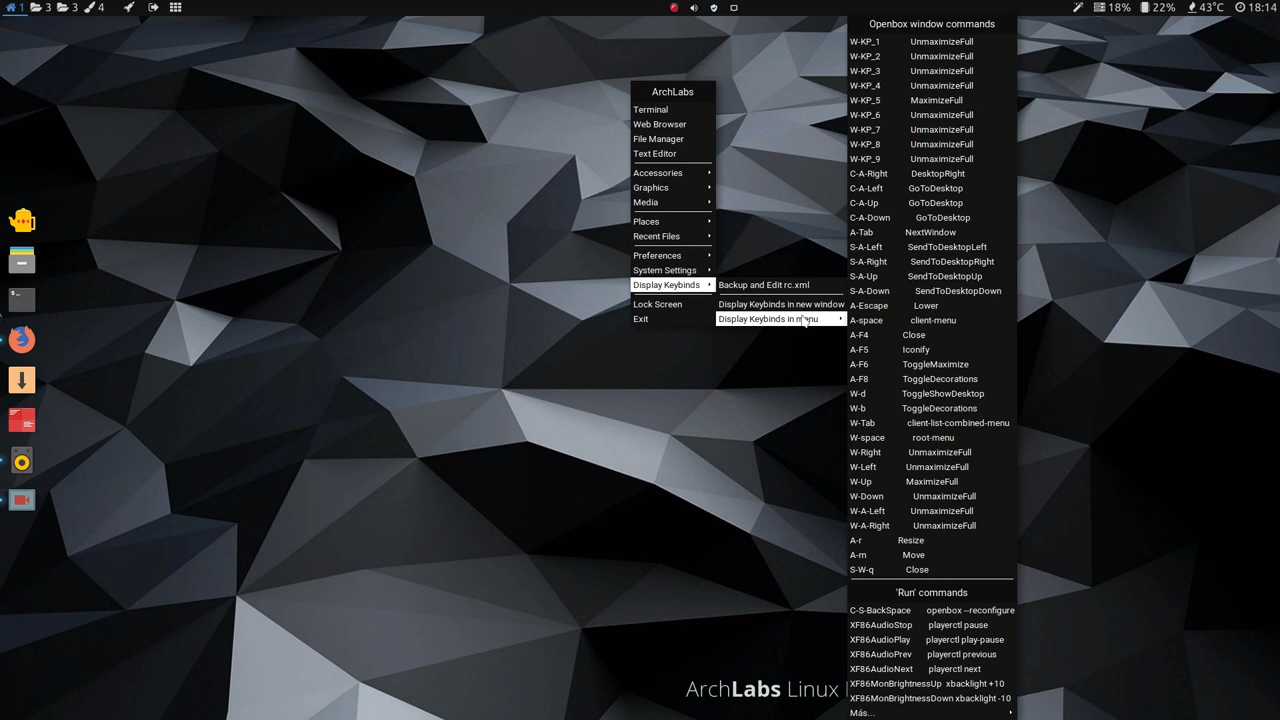 1 3 3 4 18% 22% 43°C 18:14
ArchLabs
Terminal
Web Browser
File Manager
Text Editor
Accessories
Graphics
Media
Places
Recent Files
Preferences
System Settings
Display Keybinds
Lock Screen
Exit
Backup and Edit rc.xml
Display Keybinds in new window
Display Keybinds in menu
Openbox window commands
W-KP_1 UnmaximizeFull
W-KP_2 UnmaximizeFull
W-KP_3 UnmaximizeFull
W-KP_4 UnmaximizeFull
W-KP_5 MaximizeFull
W-KP_6 UnmaximizeFull
W-KP_7 UnmaximizeFull
W-KP_8 UnmaximizeFull
W-KP_9 UnmaximizeFull
C-A-Right DesktopRight
C-A-Left GoToDesktop
C-A-Up GoToDesktop
C-A-Down GoToDesktop
A-Tab NextWindow
S-A-Left SendToDesktopLeft
S-A-Right SendToDesktopRight
S-A-Up SendToDesktopUp
S-A-Down SendToDesktopDown
A-Escape Lower
A-space client-menu
A-F4 Close
A-F5 Iconify
A-F6 ToggleMaximize
A-F8 ToggleDecorations
W-d ToggleShowDesktop
W-b ToggleDecorations
W-Tab client-list-combined-menu
W-space root-menu
W-Right UnmaximizeFull
W-Left UnmaximizeFull
W-Up MaximizeFull
W-Down UnmaximizeFull
W-A-Left UnmaximizeFull
W-A-Right UnmaximizeFull
A-r Resize
A-m Move
S-W-q Close
'Run' commands
C-S-BackSpace openbox --reconfigure
XF86AudioStop playerctl pause
XF86AudioPlay playerctl play-pause
XF86AudioPrev playerctl previous
XF86AudioNext playerctl next
XF86MonBrightnessUp xbacklight +10
XF86MonBrightnessDown xbacklight -10
Más...
ArchLabs Linux